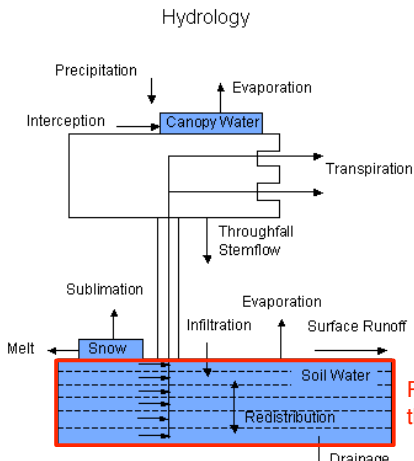 Hydrology
Precipitation
Evaporation
Interception
Canopy Water
Transpiration
Throughfall
Stemflow
Sublimation
Evaporation
Infiltration
Surface Runoff
Melt
Snow
Soil Water
Redistribution
Drainage